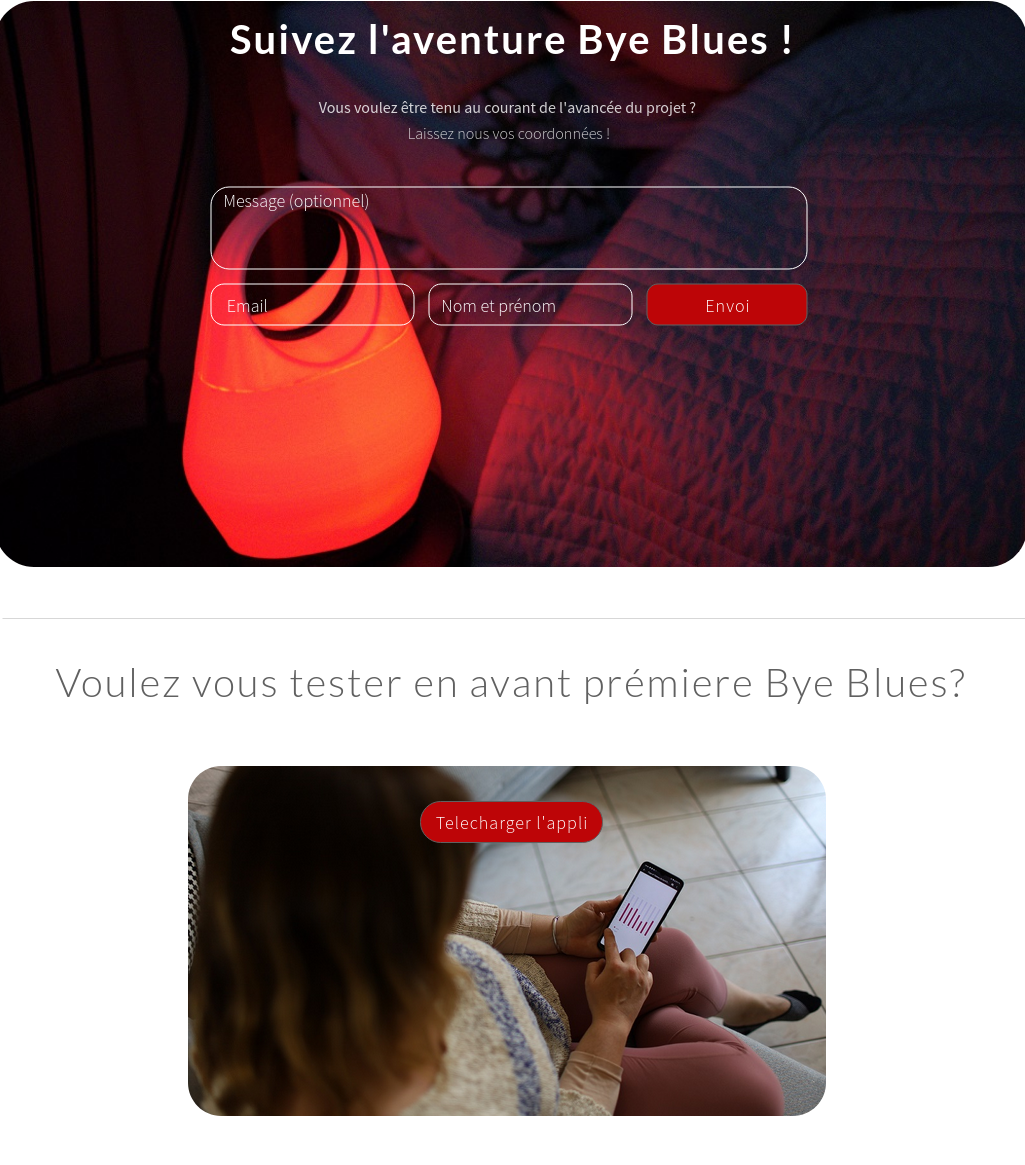 Suivez l'aventure Bye Blues !
Vous voulez être tenu au courant de l'avancée du projet ?
Laissez nous vos coordonnées !
Message (optionnel)
Email
Nom et prénom
Envoi
Voulez vous tester en avant prémiere Bye Blues?
Telecharger l'appli